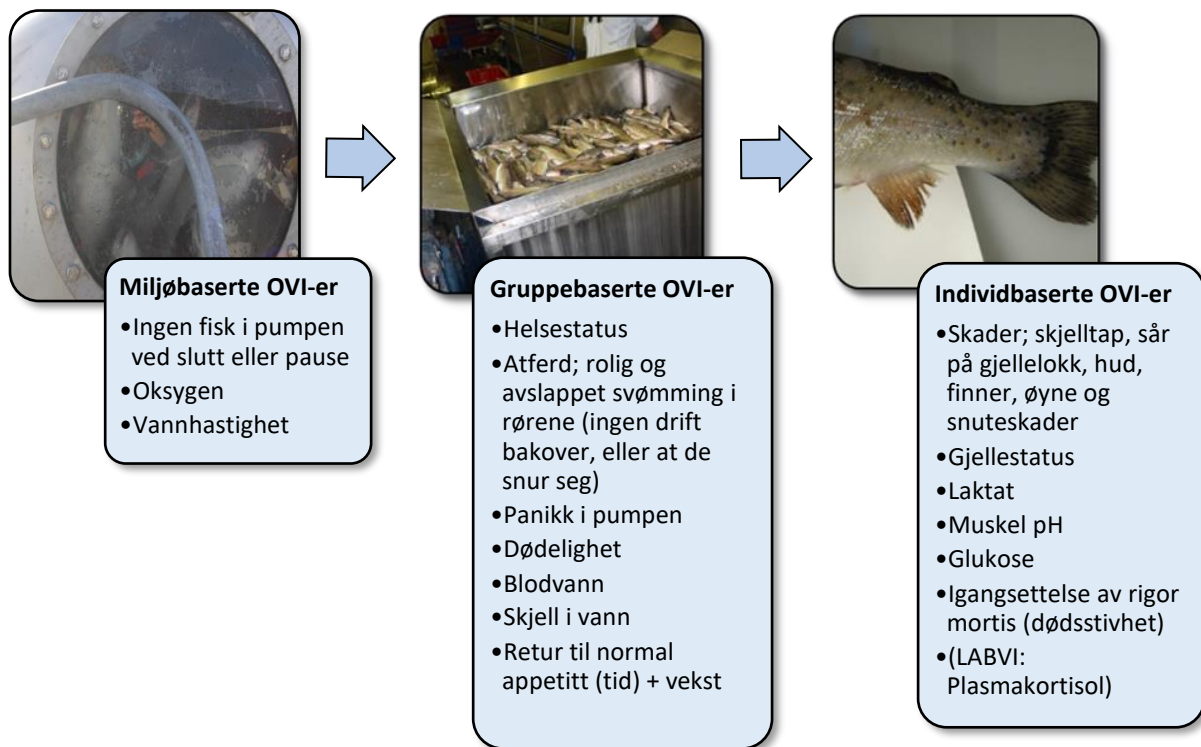 Miljøbaserte OVI-er
•Ingen fisk i pumpen
ved slutt eller pause
•Oksygen
•Vannhastighet
Gruppebaserte OVI-er
•Helsestatus
•Atferd; rolig og
avslappet svømming i
rørene (ingen drift
bakover, eller at de
snur seg)
•Panikk i pumpen
•Dødelighet
•Blodvann
•Skjell i vann
•Retur til normal
appetitt (tid) + vekst
Individbaserte OVI-er
•Skader; skjelltap, sår
på gjellelokk, hud,
finner, øyne og
snuteskader
•Gjellestatus
•Laktat
•Muskel pH
•Glukose
•Igangsettelse av rigor
mortis (dødsstivhet)
•(LABVI:
Plasmakortisol)